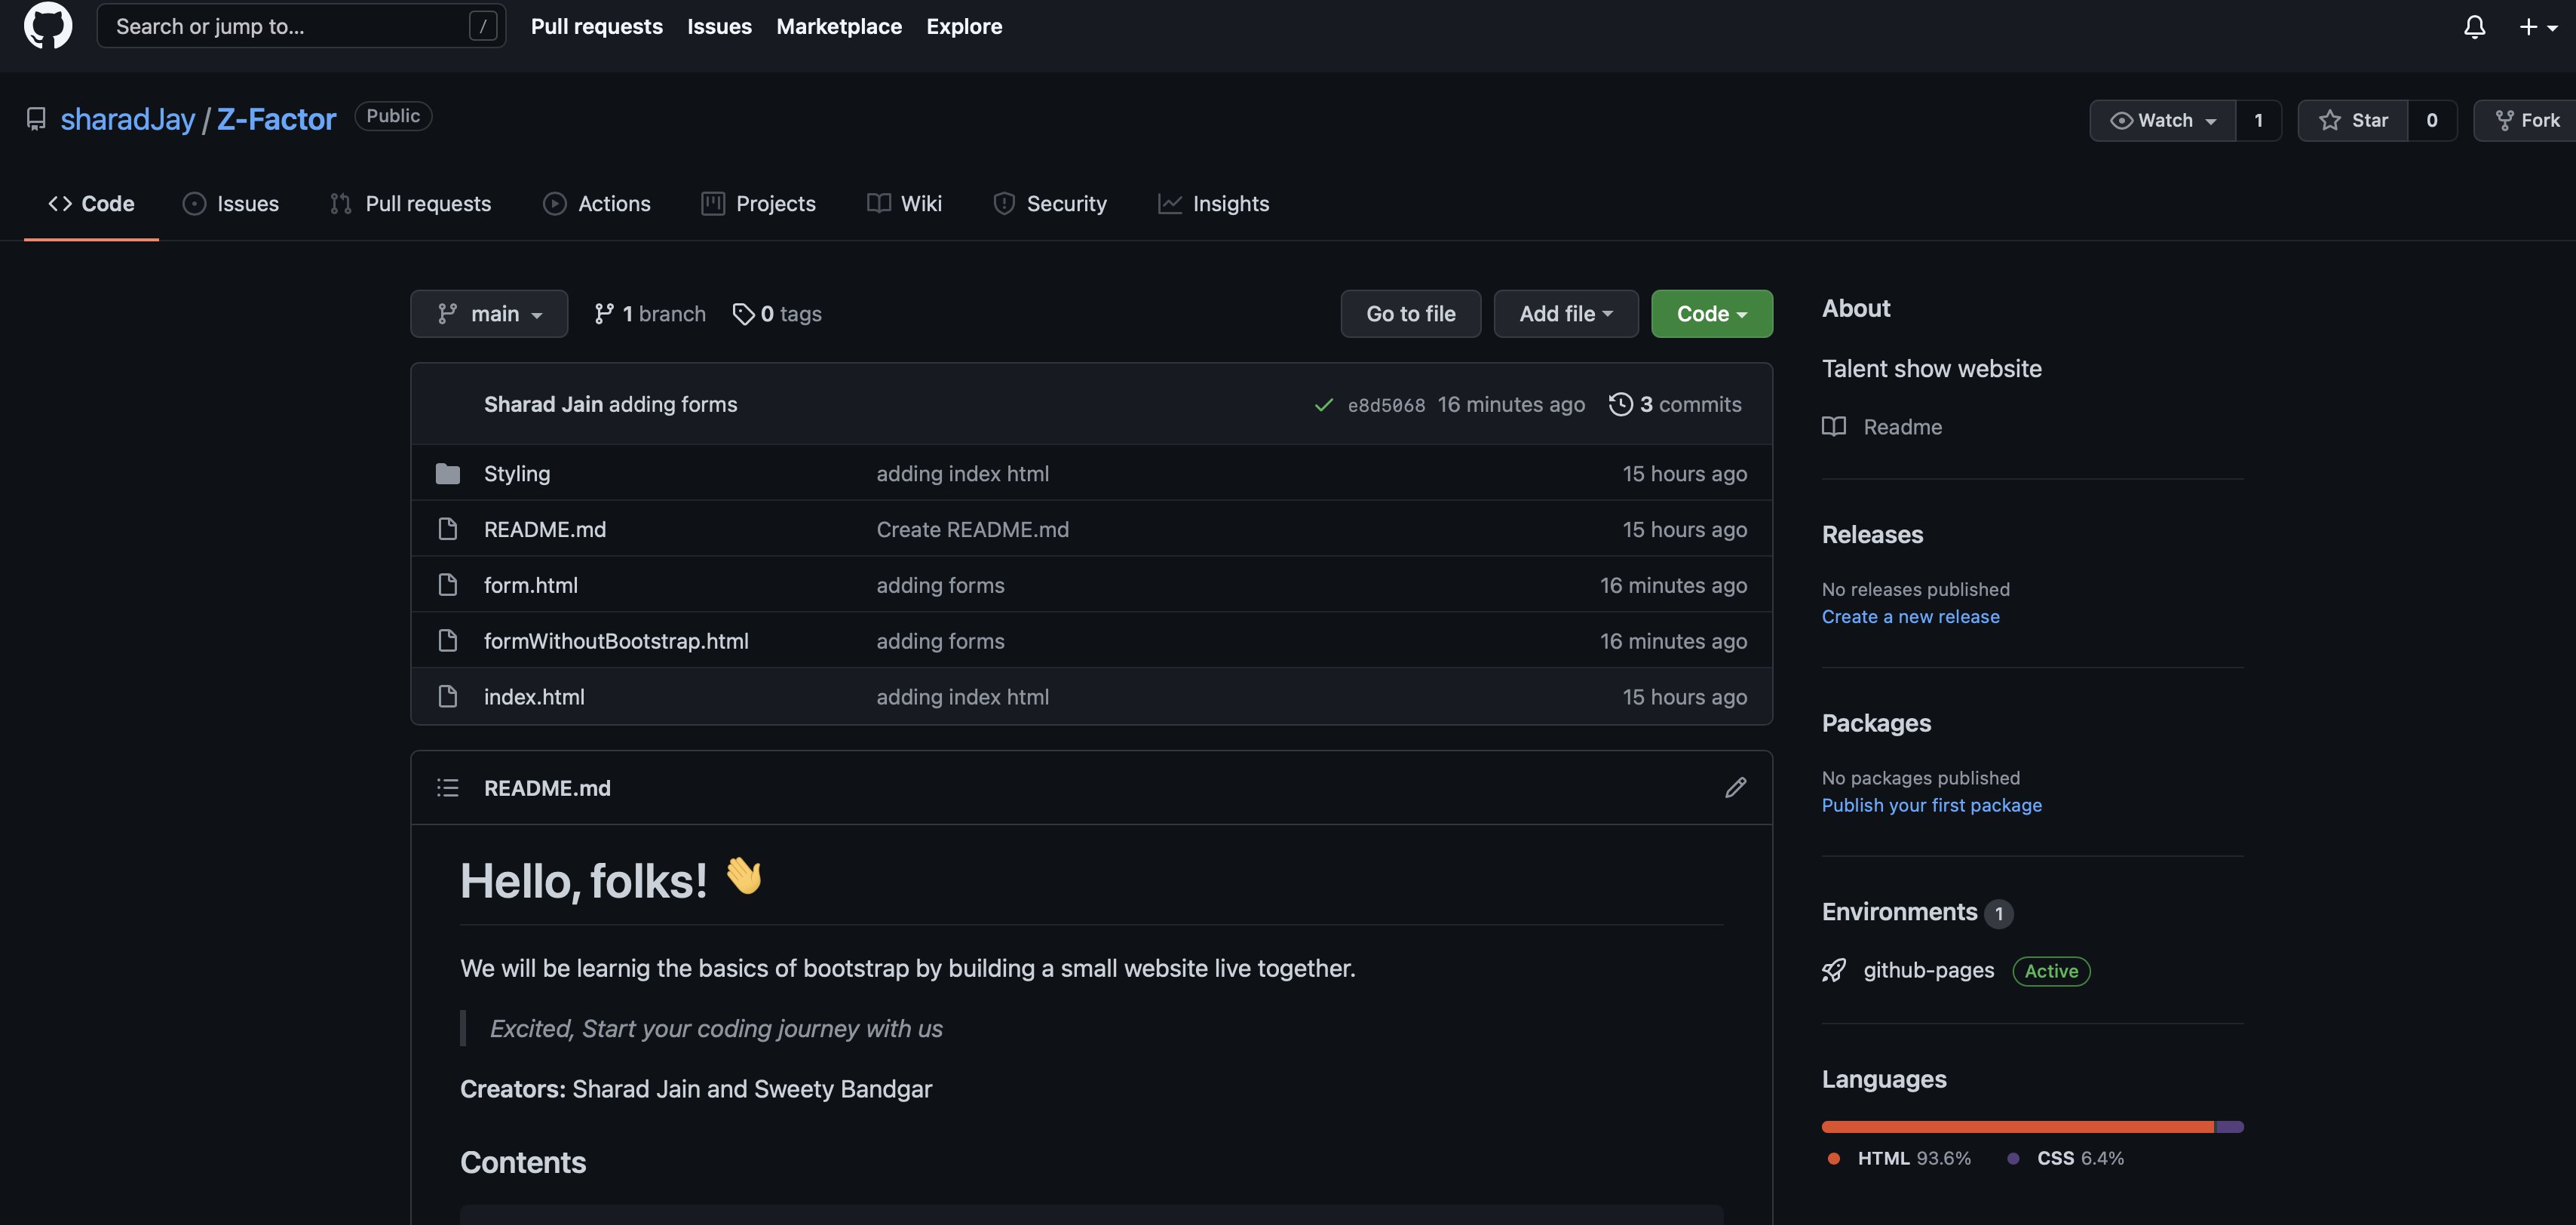 Search or jump to... /
Pull requests Issues Marketplace Explore
sharadJay / Z-Factor Public
Watch 1 Star 0 Fork
Code Issues Pull requests Actions Projects Wiki Security Insights
main 1 branch 0 tags
Go to file Add file Code
Sharad Jain adding forms e8d5068 16 minutes ago 3 commits
Styling adding index html 15 hours ago
README.md Create README.md 15 hours ago
form.html adding forms 16 minutes ago
formWithoutBootstrap.html adding forms 16 minutes ago
index.html adding index html 15 hours ago
README.md
Hello, folks! 👋
We will be learnig the basics of bootstrap by building a small website live together.
Excited, Start your coding journey with us
Creators: Sharad Jain and Sweety Bandgar
Contents
About
Talent show website
Readme
Releases
No releases published
Create a new release
Packages
No packages published
Publish your first package
Environments 1
github-pages Active
Languages
HTML 93.6% CSS 6.4%